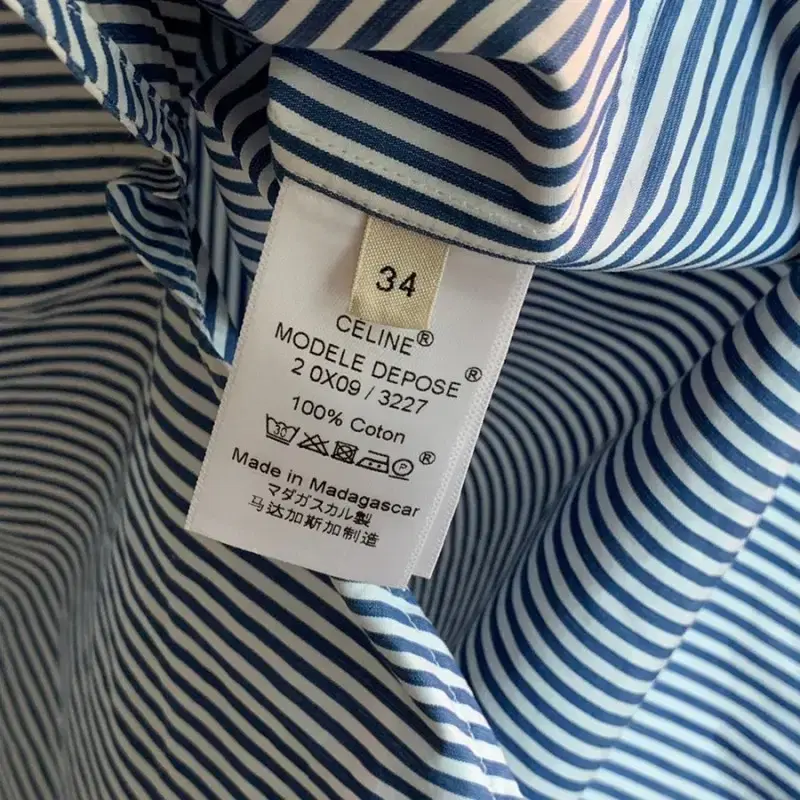 34
CELINE®
MODELE DEPOSE®
2 0X09 / 3227
100% Coton
30
P ®
Made in Madagascar
マダガスカル製
马达加斯加制造